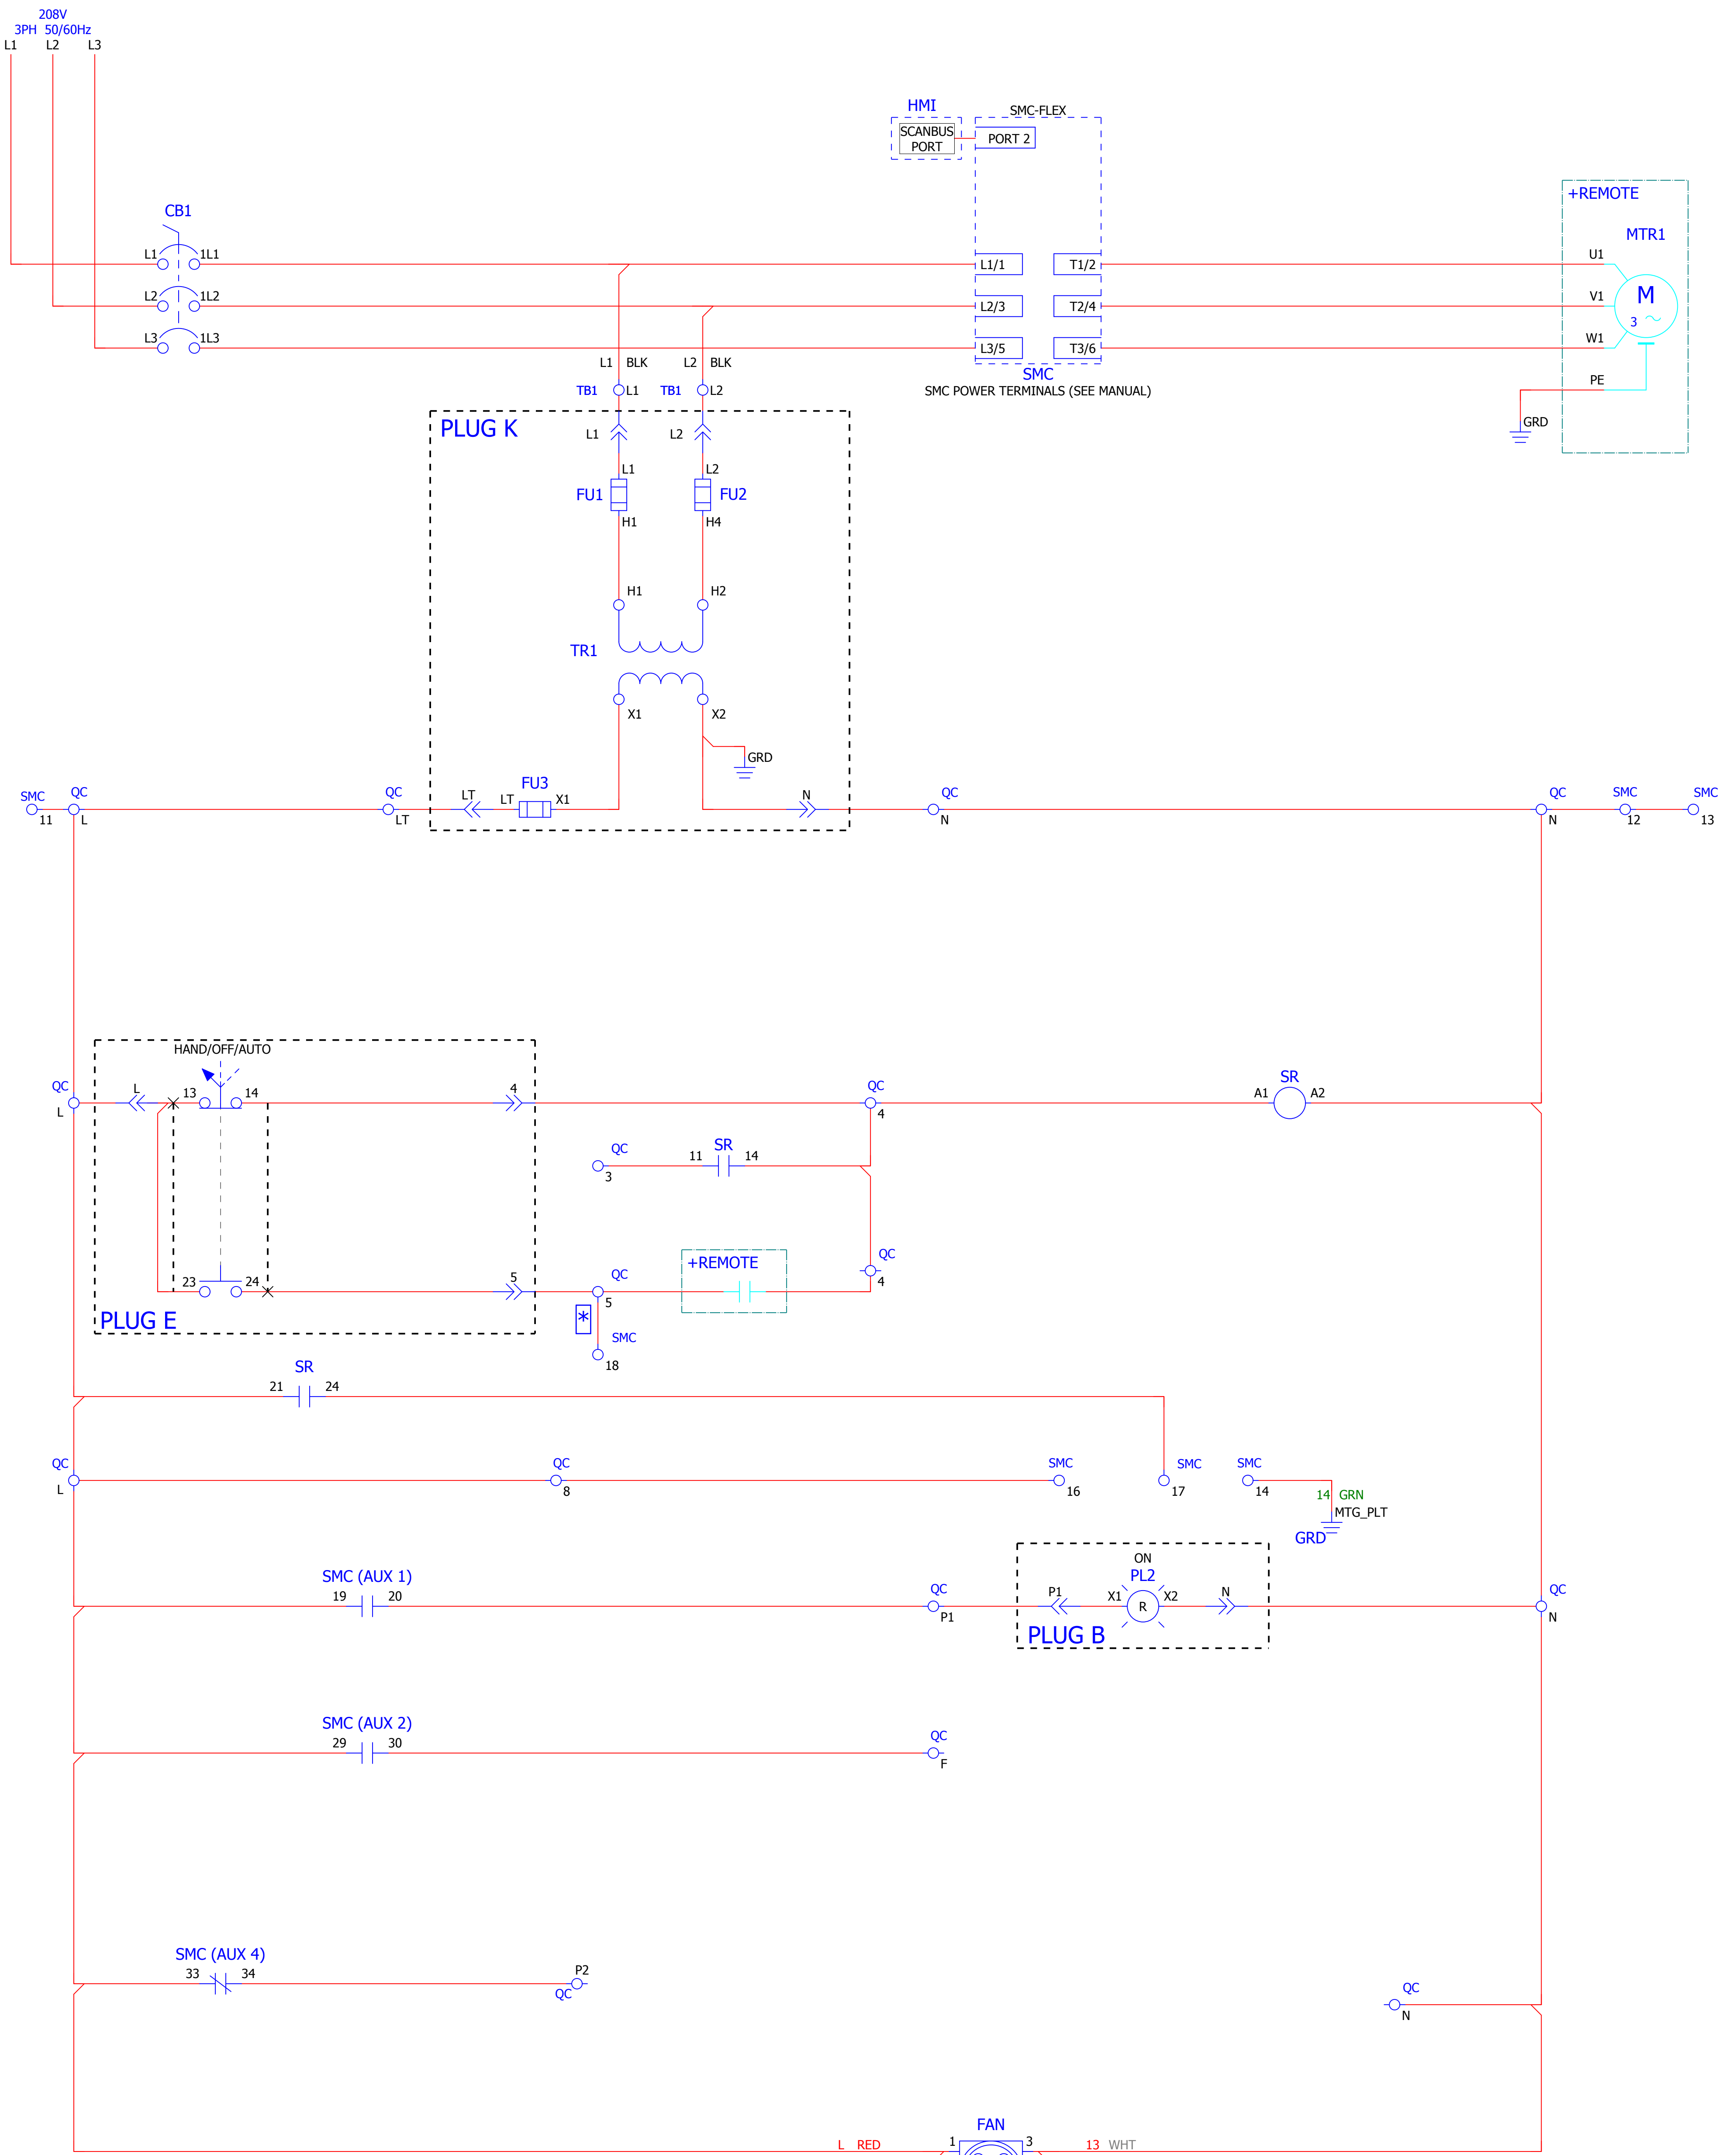 208V
3PH 50/60Hz
L1 L2 L3
HMI
SMC-FLEX
SCANBUS
PORT
PORT 2
+REMOTE
CB1
MTR1
L1 1L1
L1/1 T1/2
U1
L2 1L2
L2/3 T2/4
V1
M
3
L3 1L3
L3/5 T3/6
W1
L1 BLK L2 BLK
SMC
PE
TB1 L1 TB1 L2
SMC POWER TERMINALS (SEE MANUAL)
PLUG K
GRD
L1 L2
L1 L2
FU1 FU2
H1 H4
H1 H2
TR1
X1 X2
GRD
FU3
SMC QC QC LT LT X1 N QC QC SMC SMC
11 L LT N N 12 13
HAND/OFF/AUTO
QC L 13 14 4 QC SR
A1 A2
L 4
QC SR
11 14
3
+REMOTE
QC
23 24 5 QC
4
5
PLUG E
*
SMC
18
SR
21 24
QC QC SMC SMC SMC
L 8 16 17 14
14 GRN
MTG_PLT
GRD
ON
SMC (AUX 1) PL2
19 20 QC P1 X1 R X2 N QC
P1 N
PLUG B
SMC (AUX 2)
29 30 QC
F
SMC (AUX 4)
33 34 P2
QC
QC
N
FAN
L RED 1 3 13 WHT